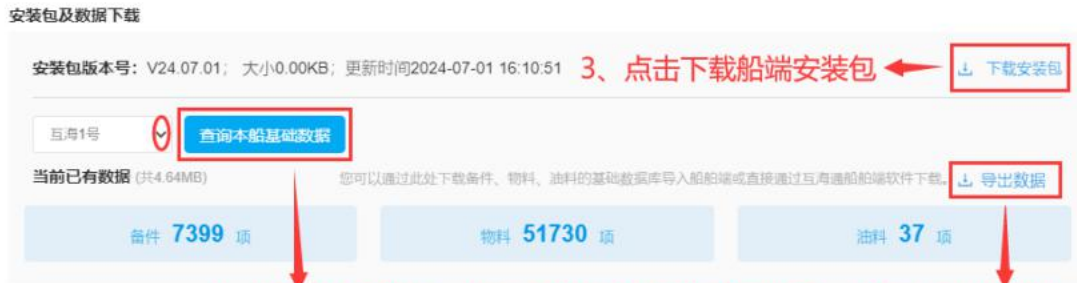 安装包及数据下载
安装包版本号：V24.07.01； 大小0.00KB；更新时间2024-07-01 16:10:51 3、点击下载船端安装包 下载安装包
互海1号 查询本船基础数据
当前已有数据 (共4.64MB) 您可以通过此处下载备件、物料、油料的基础数据库导入船舶端或直接通过互海通船舶端软件下载。 导出数据
备件 7399 项 物料 51730 项 油料 37 项